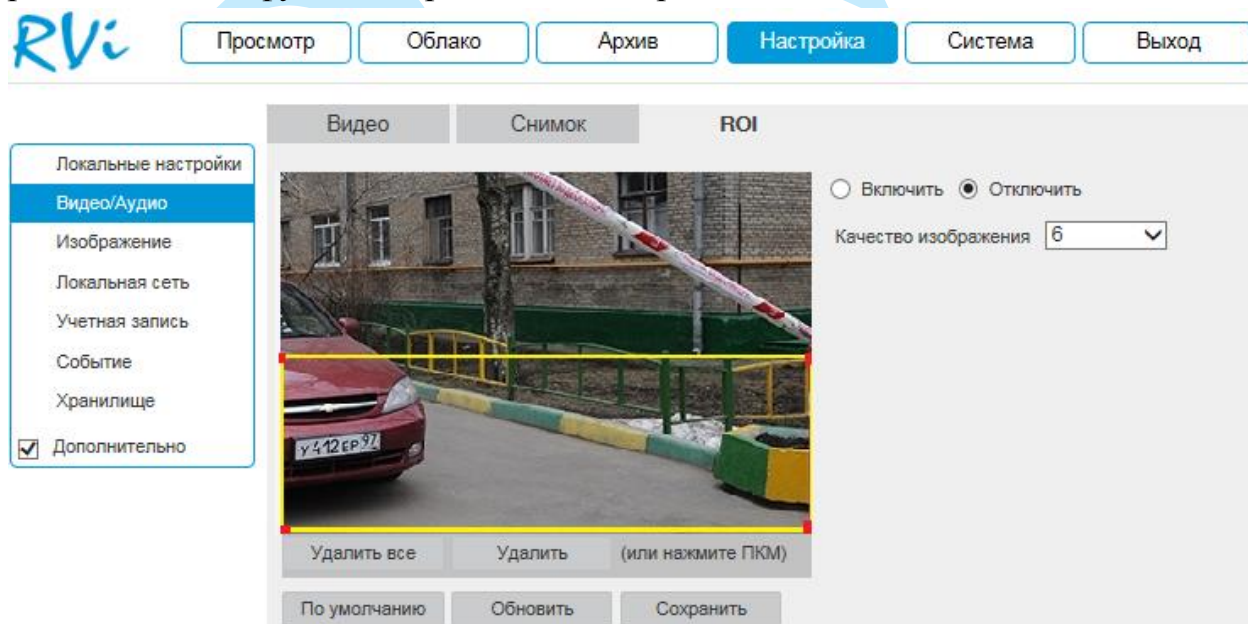 RVi
Просмотр Облако Архив Настройка Система Выход
Видео Снимок ROI
Локальные настройки
Видео/Аудио
Изображение
Локальная сеть
Учетная запись
Событие
Хранилище
Дополнительно
У412ЕР97
Включить Отключить
Качество изображения 6
Удалить все Удалить (или нажмите ПКМ)
По умолчанию Обновить Сохранить